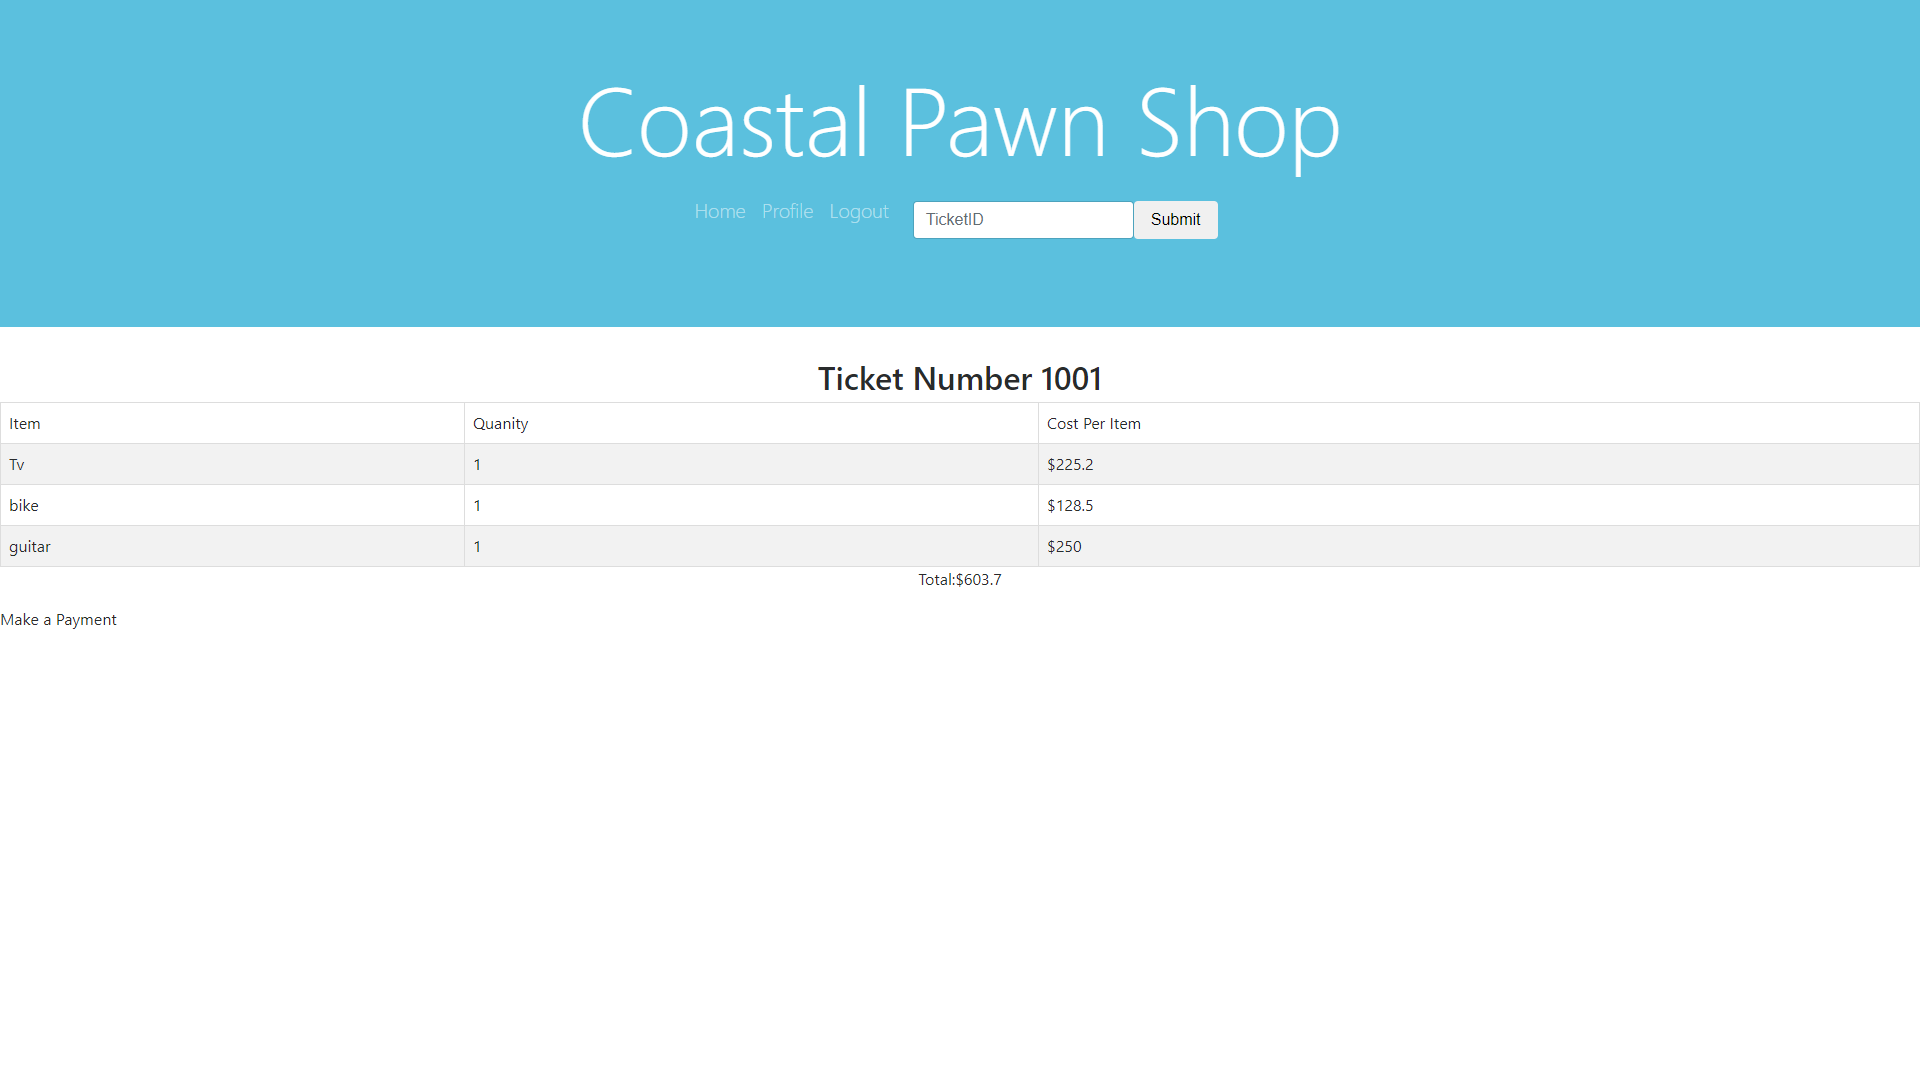 Coastal Pawn Shop
Home Profile Logout TicketID Submit
Ticket Number 1001
Item Quanity Cost Per Item
Tv 1 $225.2
bike 1 $128.5
guitar 1 $250
Total:$603.7
Make a Payment